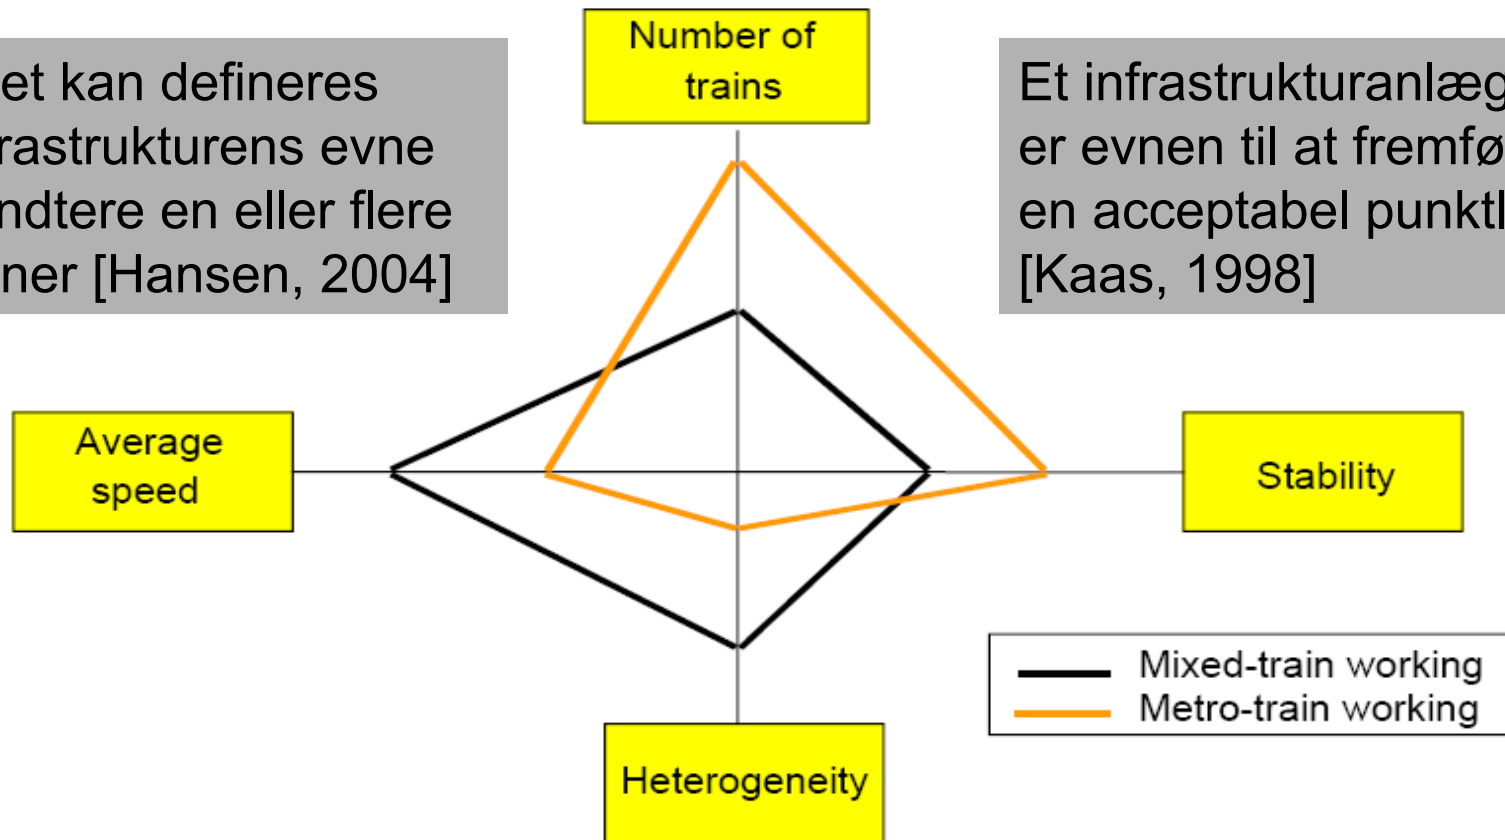 et kan defineres
rastrukturens evne
ndtere en eller flere
ner [Hansen, 2004]
Number of
trains
Et infrastrukturanlæg
er evnen til at fremfø
en acceptabel punktl
[Kaas, 1998]
Average
speed
Stability
Heterogeneity
Mixed-train working
Metro-train working